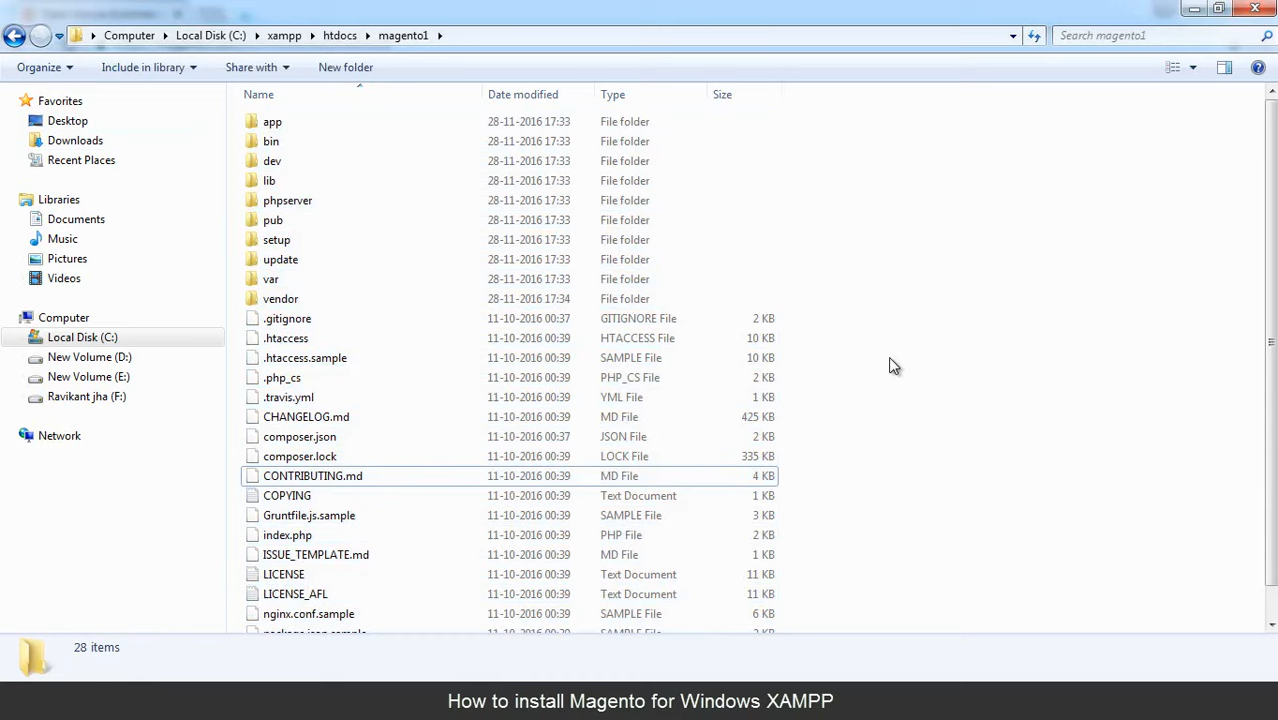 Computer ▸ Local Disk (C:) ▸ xampp ▸ htdocs ▸ magento1 ▸
Search magento1
Organize ▾ Include in library ▾ Share with ▾ New folder
Name Date modified Type Size
Favorites
Desktop
Downloads
Recent Places
Libraries
Documents
Music
Pictures
Videos
Computer
Local Disk (C:)
New Volume (D:)
New Volume (E:)
Ravikant jha (F:)
Network
app 28-11-2016 17:33 File folder
bin 28-11-2016 17:33 File folder
dev 28-11-2016 17:33 File folder
lib 28-11-2016 17:33 File folder
phpserver 28-11-2016 17:33 File folder
pub 28-11-2016 17:33 File folder
setup 28-11-2016 17:33 File folder
update 28-11-2016 17:33 File folder
var 28-11-2016 17:33 File folder
vendor 28-11-2016 17:34 File folder
.gitignore 11-10-2016 00:37 GITIGNORE File 2 KB
.htaccess 11-10-2016 00:39 HTACCESS File 10 KB
.htaccess.sample 11-10-2016 00:39 SAMPLE File 10 KB
.php_cs 11-10-2016 00:39 PHP_CS File 2 KB
.travis.yml 11-10-2016 00:39 YML File 1 KB
CHANGELOG.md 11-10-2016 00:39 MD File 425 KB
composer.json 11-10-2016 00:37 JSON File 2 KB
composer.lock 11-10-2016 00:39 LOCK File 335 KB
CONTRIBUTING.md 11-10-2016 00:39 MD File 4 KB
COPYING 11-10-2016 00:39 Text Document 1 KB
Gruntfile.js.sample 11-10-2016 00:39 SAMPLE File 3 KB
index.php 11-10-2016 00:39 PHP File 2 KB
ISSUE_TEMPLATE.md 11-10-2016 00:39 MD File 1 KB
LICENSE 11-10-2016 00:39 Text Document 11 KB
LICENSE_AFL 11-10-2016 00:39 Text Document 11 KB
nginx.conf.sample 11-10-2016 00:39 SAMPLE File 6 KB
28 items
How to install Magento for Windows XAMPP